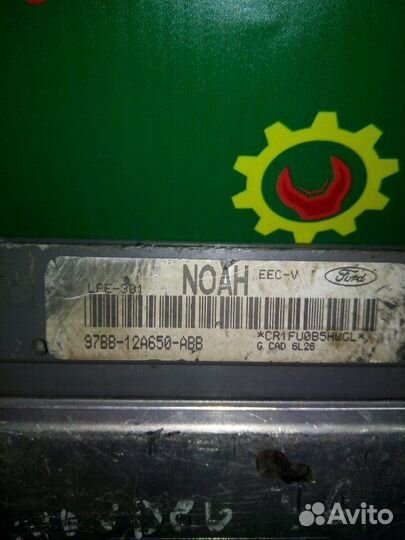 LPE-301 NOAH EEC-V Ford
97BB-12A650-ABB *CR1FU0B5HWGL*
G CAD 6L26
Avito